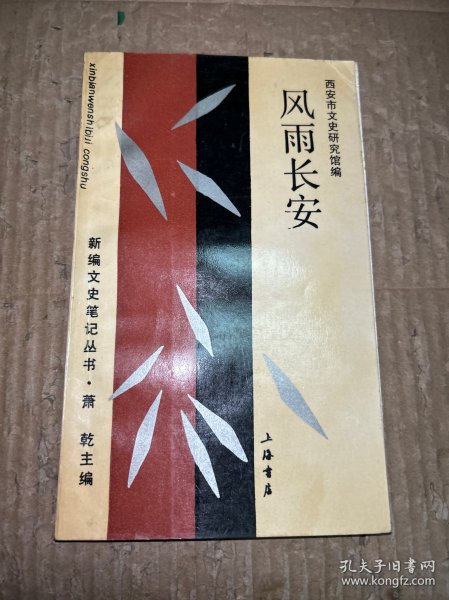 xinbianwenshibiji congshu
新编文史笔记丛书·萧 乾主编
西安市文史研究馆编
风雨长安
上海书店
孔夫子旧书网
www.kongfz.com